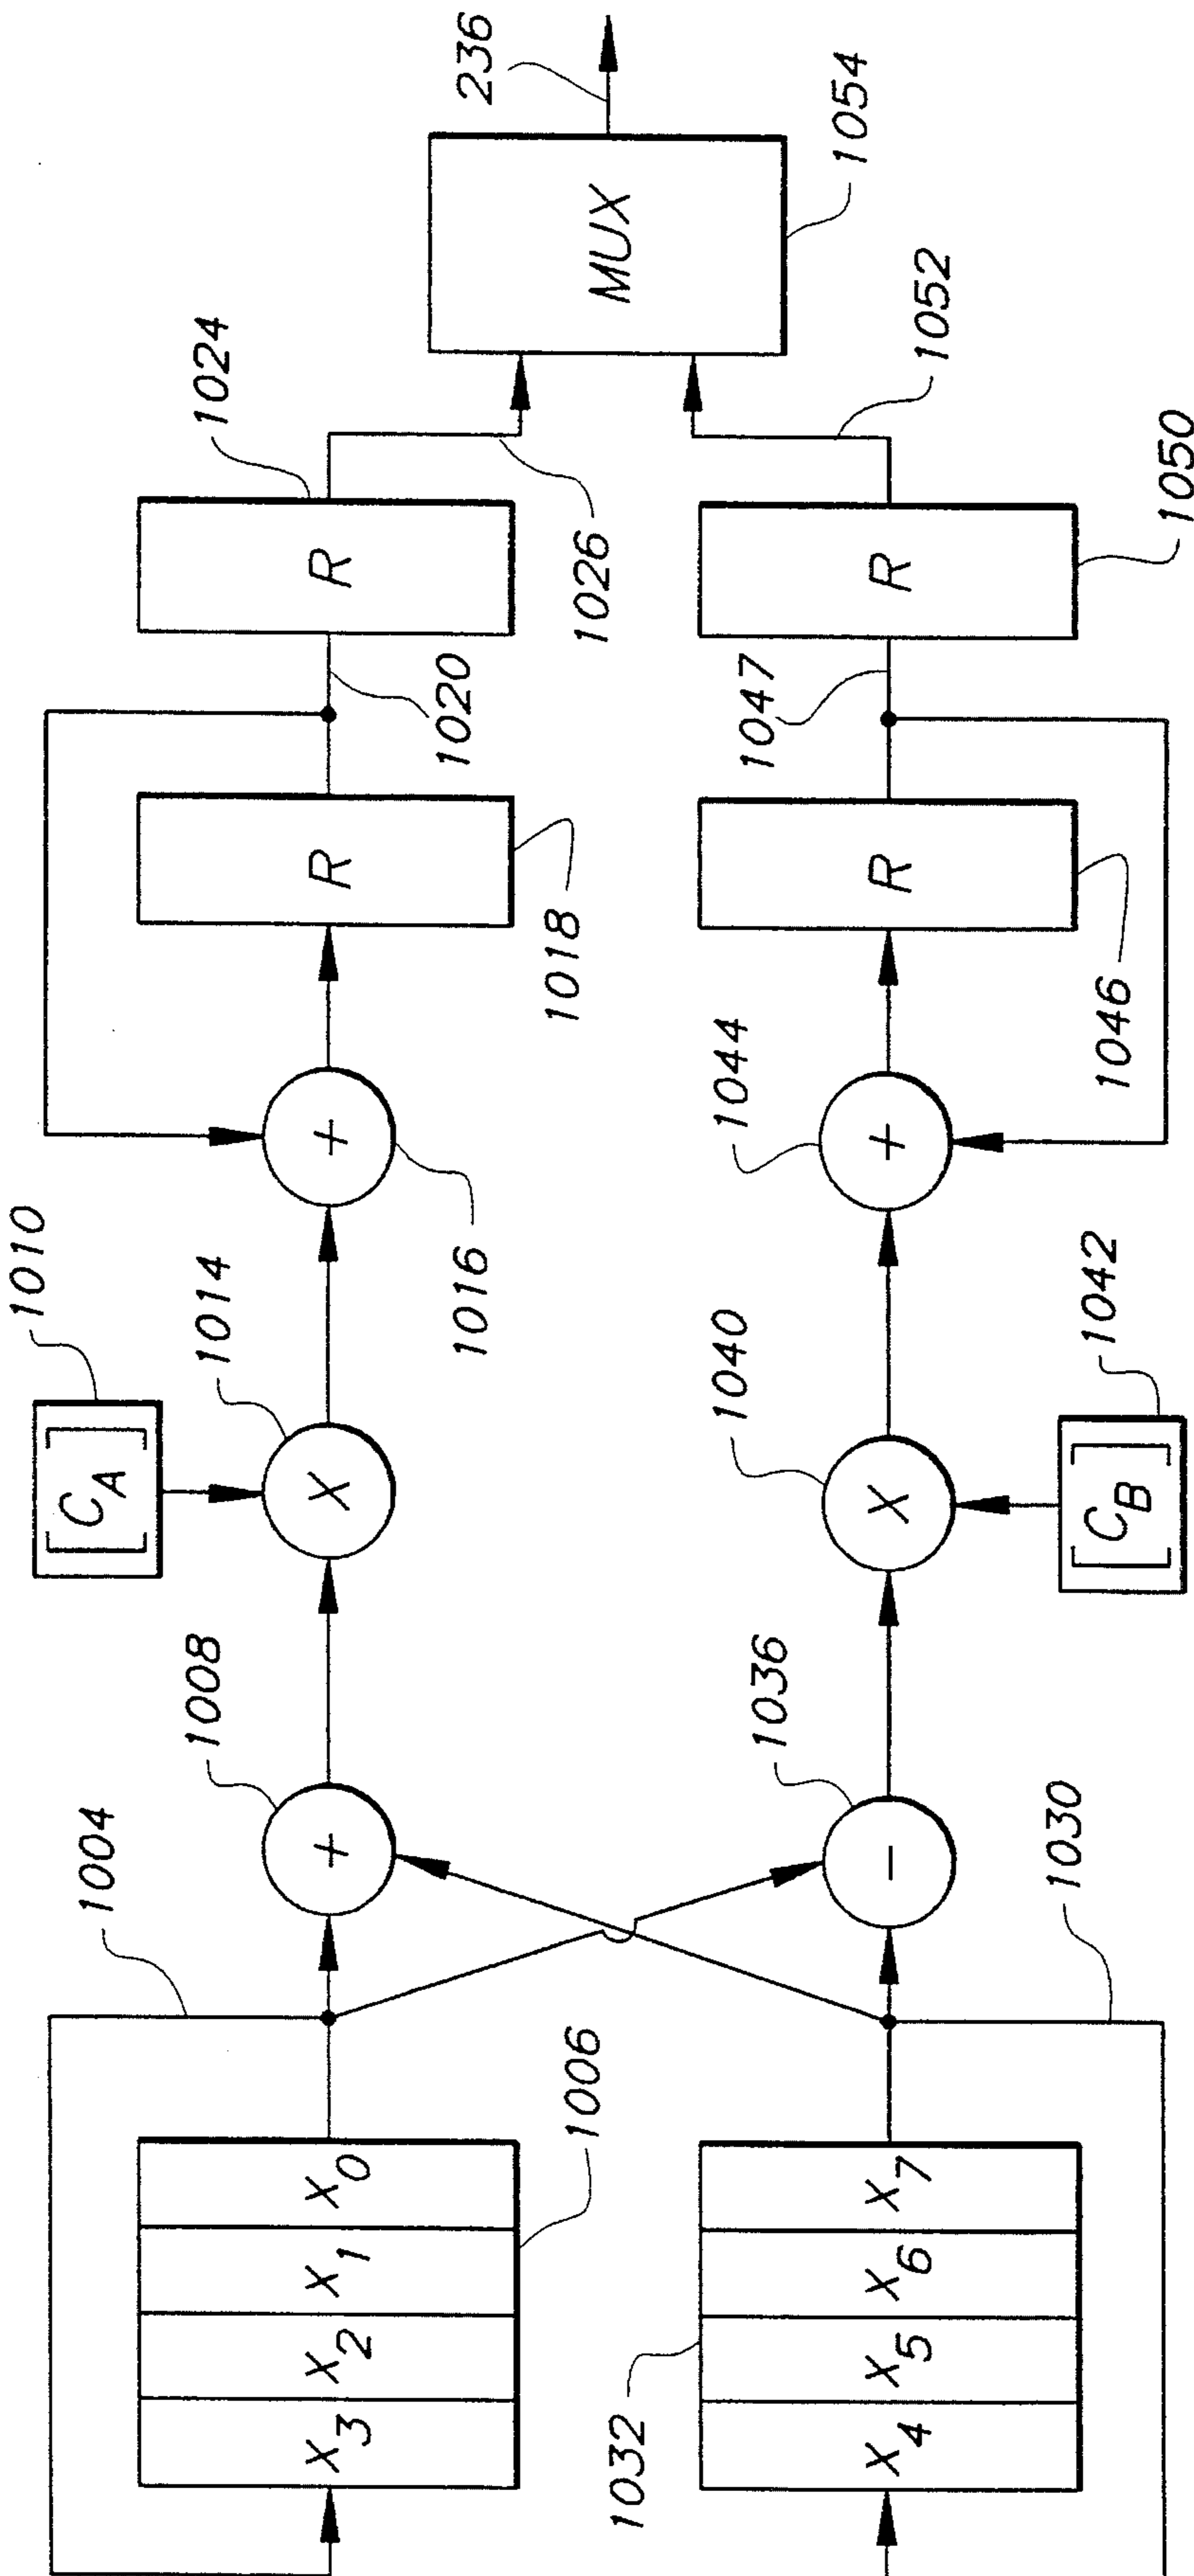 1004
1008
1010
1014
[C_A]
1016
1018
1020
1024
1026
X_3 X_2 X_1 X_0
1006
+
X
+
R
R
MUX
236
1054
1052
1032
X_4 X_5 X_6 X_7
1030
1036
-
1040
X
[C_B]
1042
1044
+
1046
R
1047
R
1050